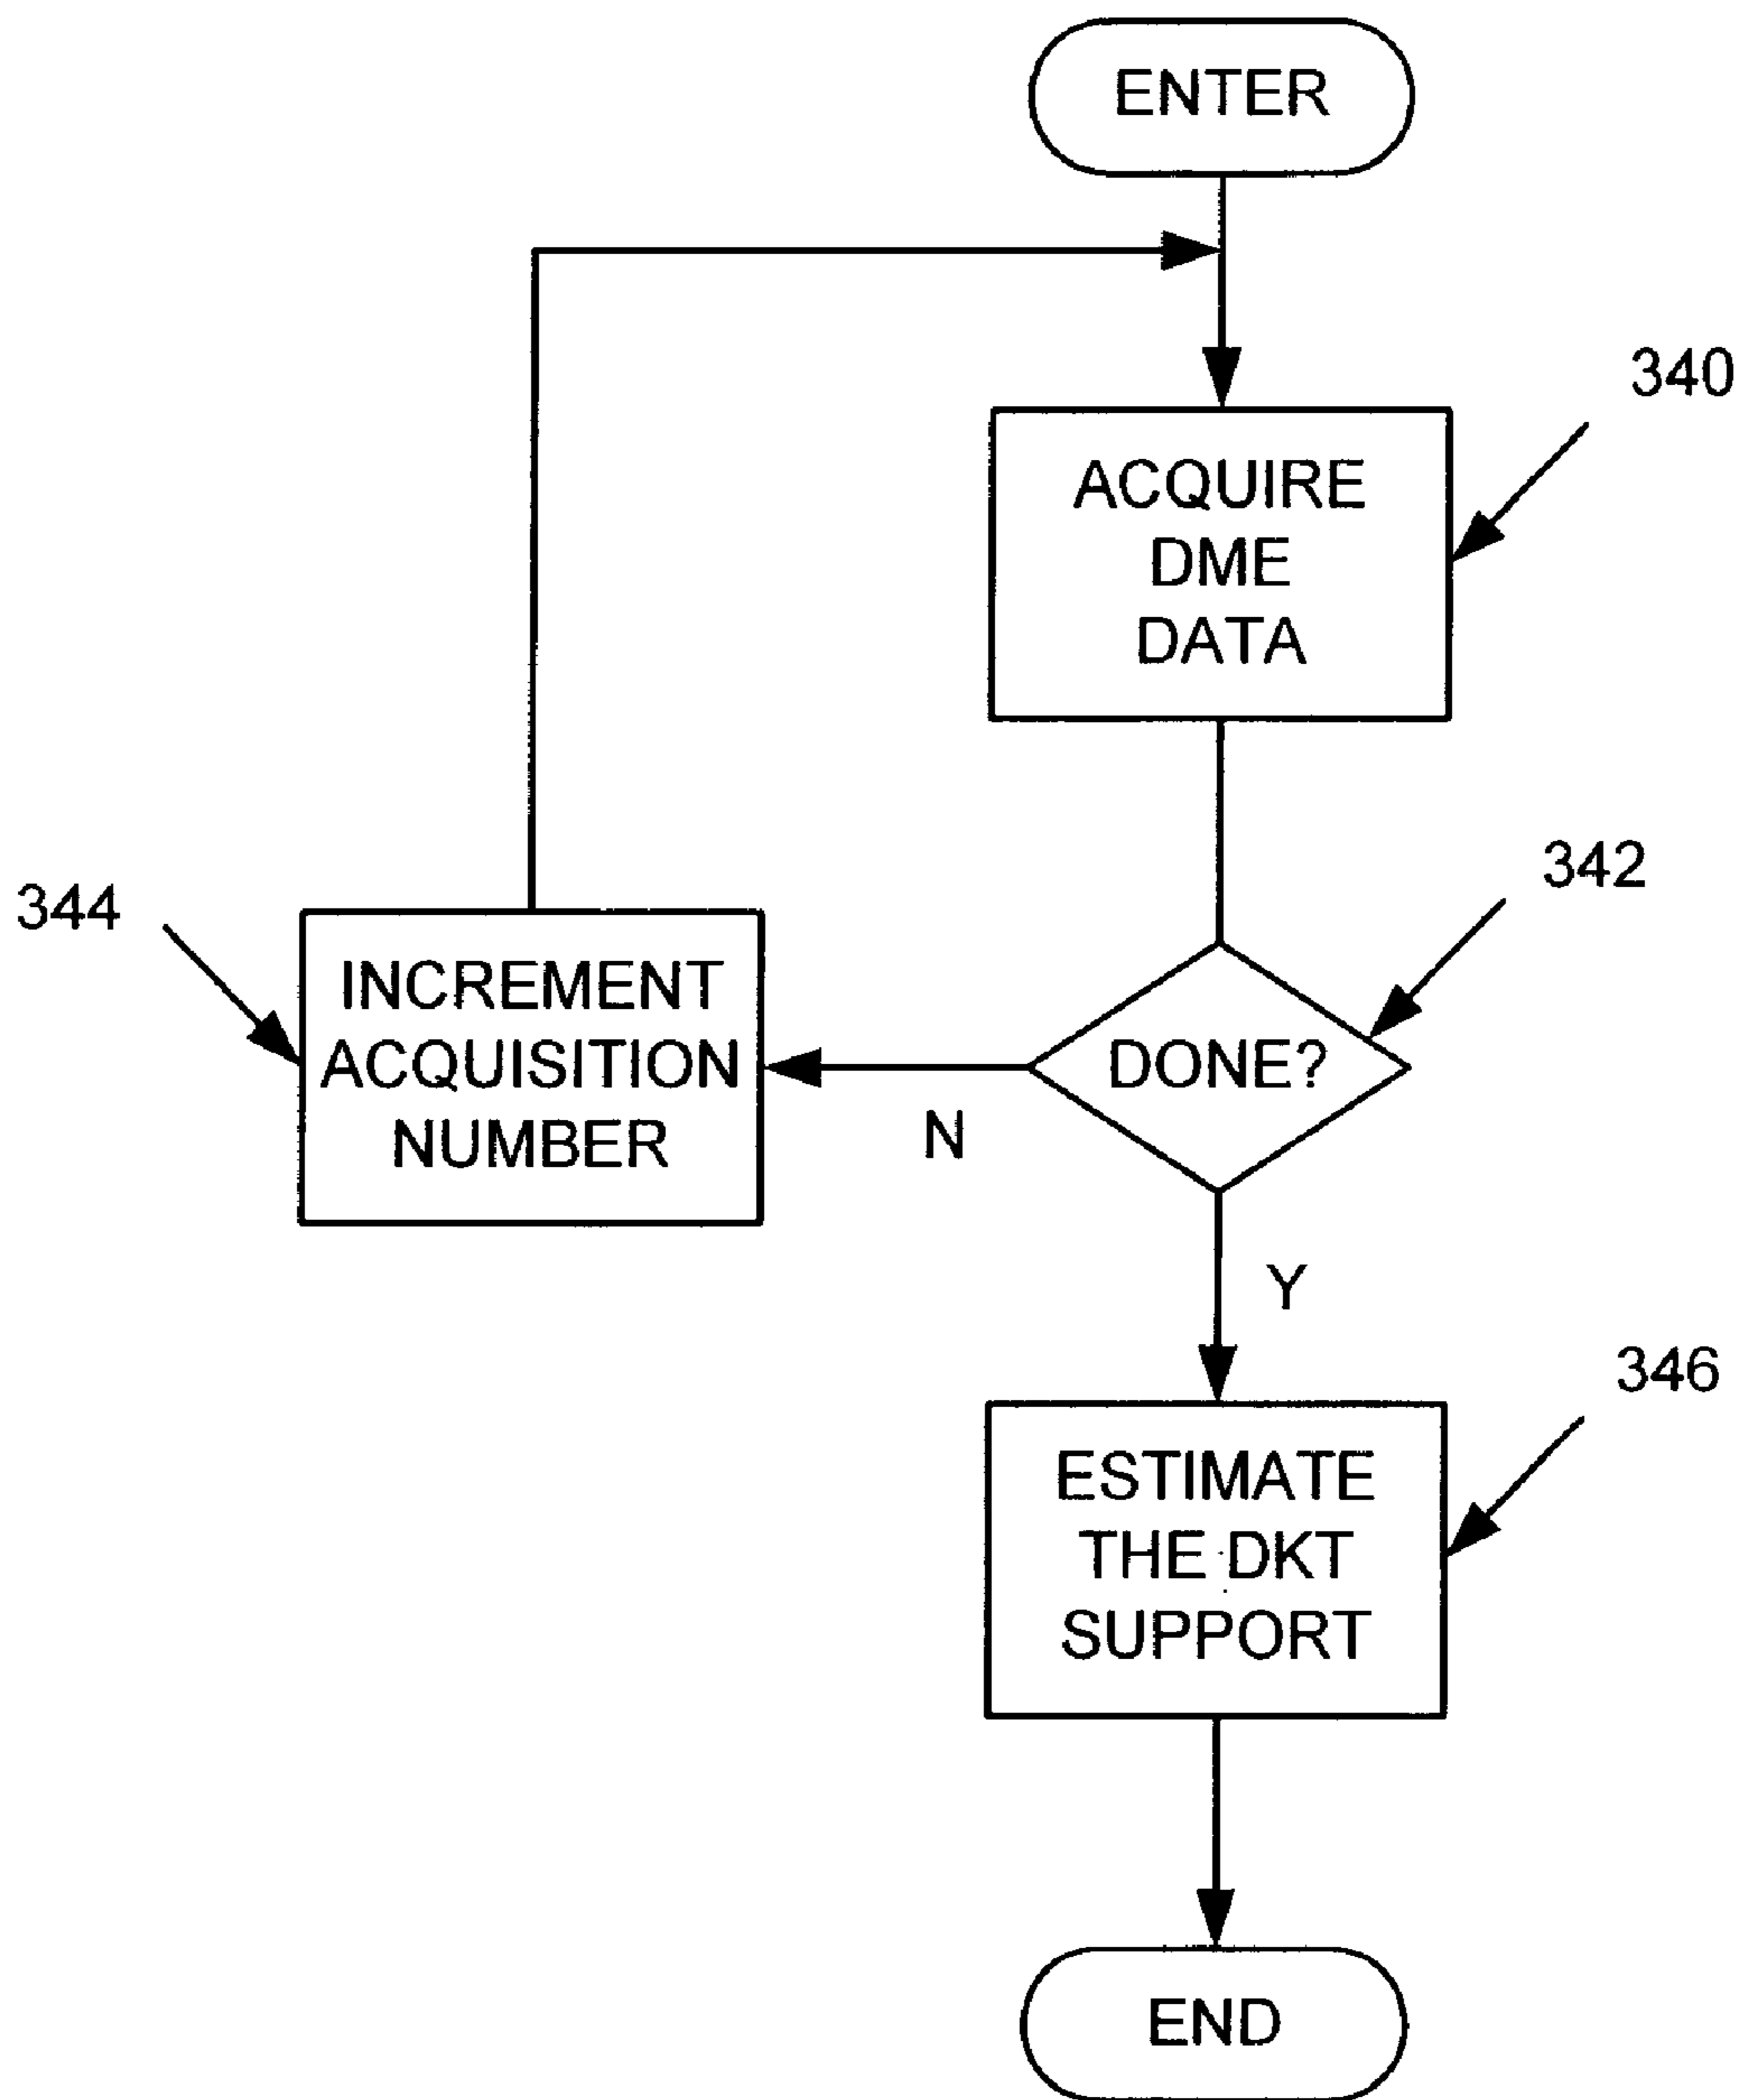 ENTER
340
ACQUIRE
DME
DATA
342
344
INCREMENT
ACQUISITION
NUMBER
DONE?
N
Y
346
ESTIMATE
THE DKT
SUPPORT
END